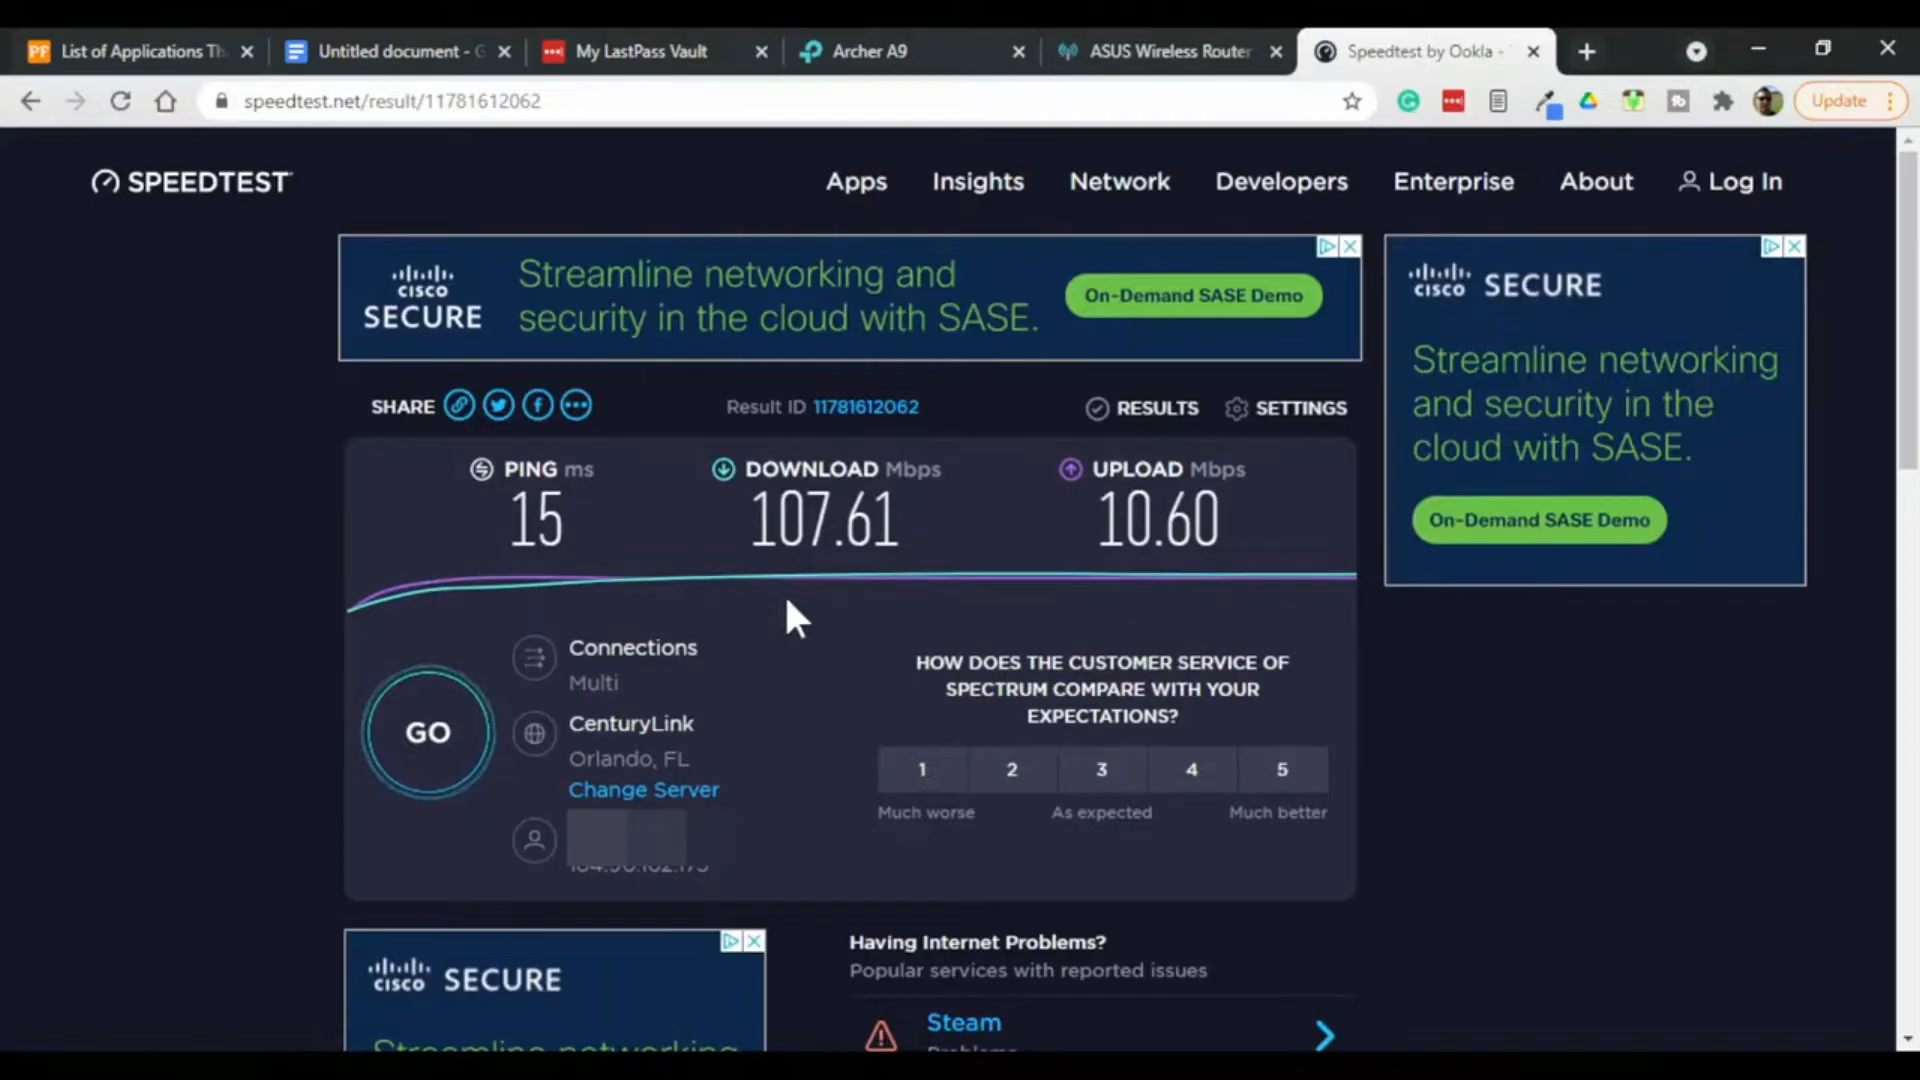 PF List of Applications Th
Untitled document - G
My LastPass Vault
Archer A9
ASUS Wireless Router
Speedtest by Ookla -
speedtest.net/result/11781612062
Update
SPEEDTEST
Apps
Insights
Network
Developers
Enterprise
About
Log In
CISCO
SECURE
Streamline networking and
security in the cloud with SASE.
On-Demand SASE Demo
CISCO SECURE
Streamline networking
and security in the
cloud with SASE.
On-Demand SASE Demo
SHARE
Result ID 11781612062
RESULTS
SETTINGS
PING ms
15
DOWNLOAD Mbps
107.61
UPLOAD Mbps
10.60
GO
Connections
Multi
CenturyLink
Orlando, FL
Change Server
HOW DOES THE CUSTOMER SERVICE OF
SPECTRUM COMPARE WITH YOUR
EXPECTATIONS?
1 2 3 4 5
Much worse As expected Much better
CISCO SECURE
Streamline networking
Having Internet Problems?
Popular services with reported issues
Steam
Problems